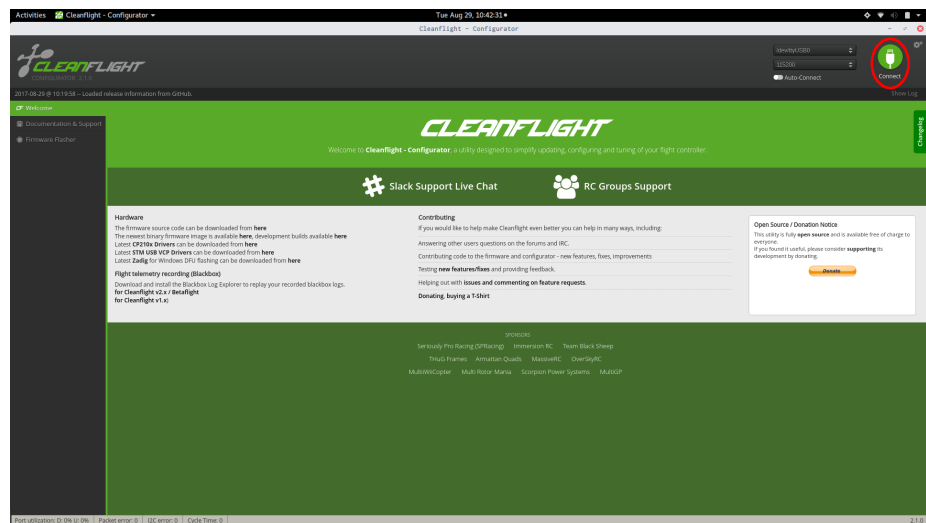 Activities Cleanflight - Configurator
Tue Aug 29, 10:42:31
Cleanflight - Configurator
CLEANFLIGHT
CONFIGURATOR 2.1.0
/dev/ttyUSB0
115200
Auto-Connect
Connect
2017-08-29 @ 10:19:58 -- Loaded release information from GitHub.
Show Log
Welcome
Documentation & Support
Firmware Flasher
CLEANFLIGHT
Welcome to Cleanflight - Configurator, a utility designed to simplify updating, configuring and tuning of your flight controller.
Changelog
Slack Support Live Chat
RC Groups Support
Hardware
The firmware source code can be downloaded from here
The newest binary firmware image is available here, development builds available here
Latest CP210x Drivers can be downloaded from here
Latest STM USB VCP Drivers can be downloaded from here
Latest Zadig for Windows DFU flashing can be downloaded from here
Flight telemetry recording (Blackbox)
Download and install the Blackbox Log Explorer to replay your recorded blackbox logs.
for Cleanflight v2.x / Betaflight
for Cleanflight v1.x)
Contributing
If you would like to help make Cleanflight even better you can help in many ways, including:
Answering other users questions on the forums and IRC.
Contributing code to the firmware and configurator - new features, fixes, improvements
Testing new features/fixes and providing feedback.
Helping out with issues and commenting on feature requests.
Donating, buying a T-Shirt
Open Source / Donation Notice
This utility is fully open source and is available free of charge to
everyone.
If you found it useful, please consider supporting its
development by donating.
Donate
SPONSORS
Seriously Pro Racing (SPRacing) Immersion RC Team Black Sheep
THuG Frames Armattan Quads MassiveRC OverSkyRC
MultiWiiCopter Multi Rotor Mania Scorpion Power Systems MultiGP
Port utilization: D: 0% U: 0% Packet error: 0 I2C error: 0 Cycle Time: 0
2.1.0